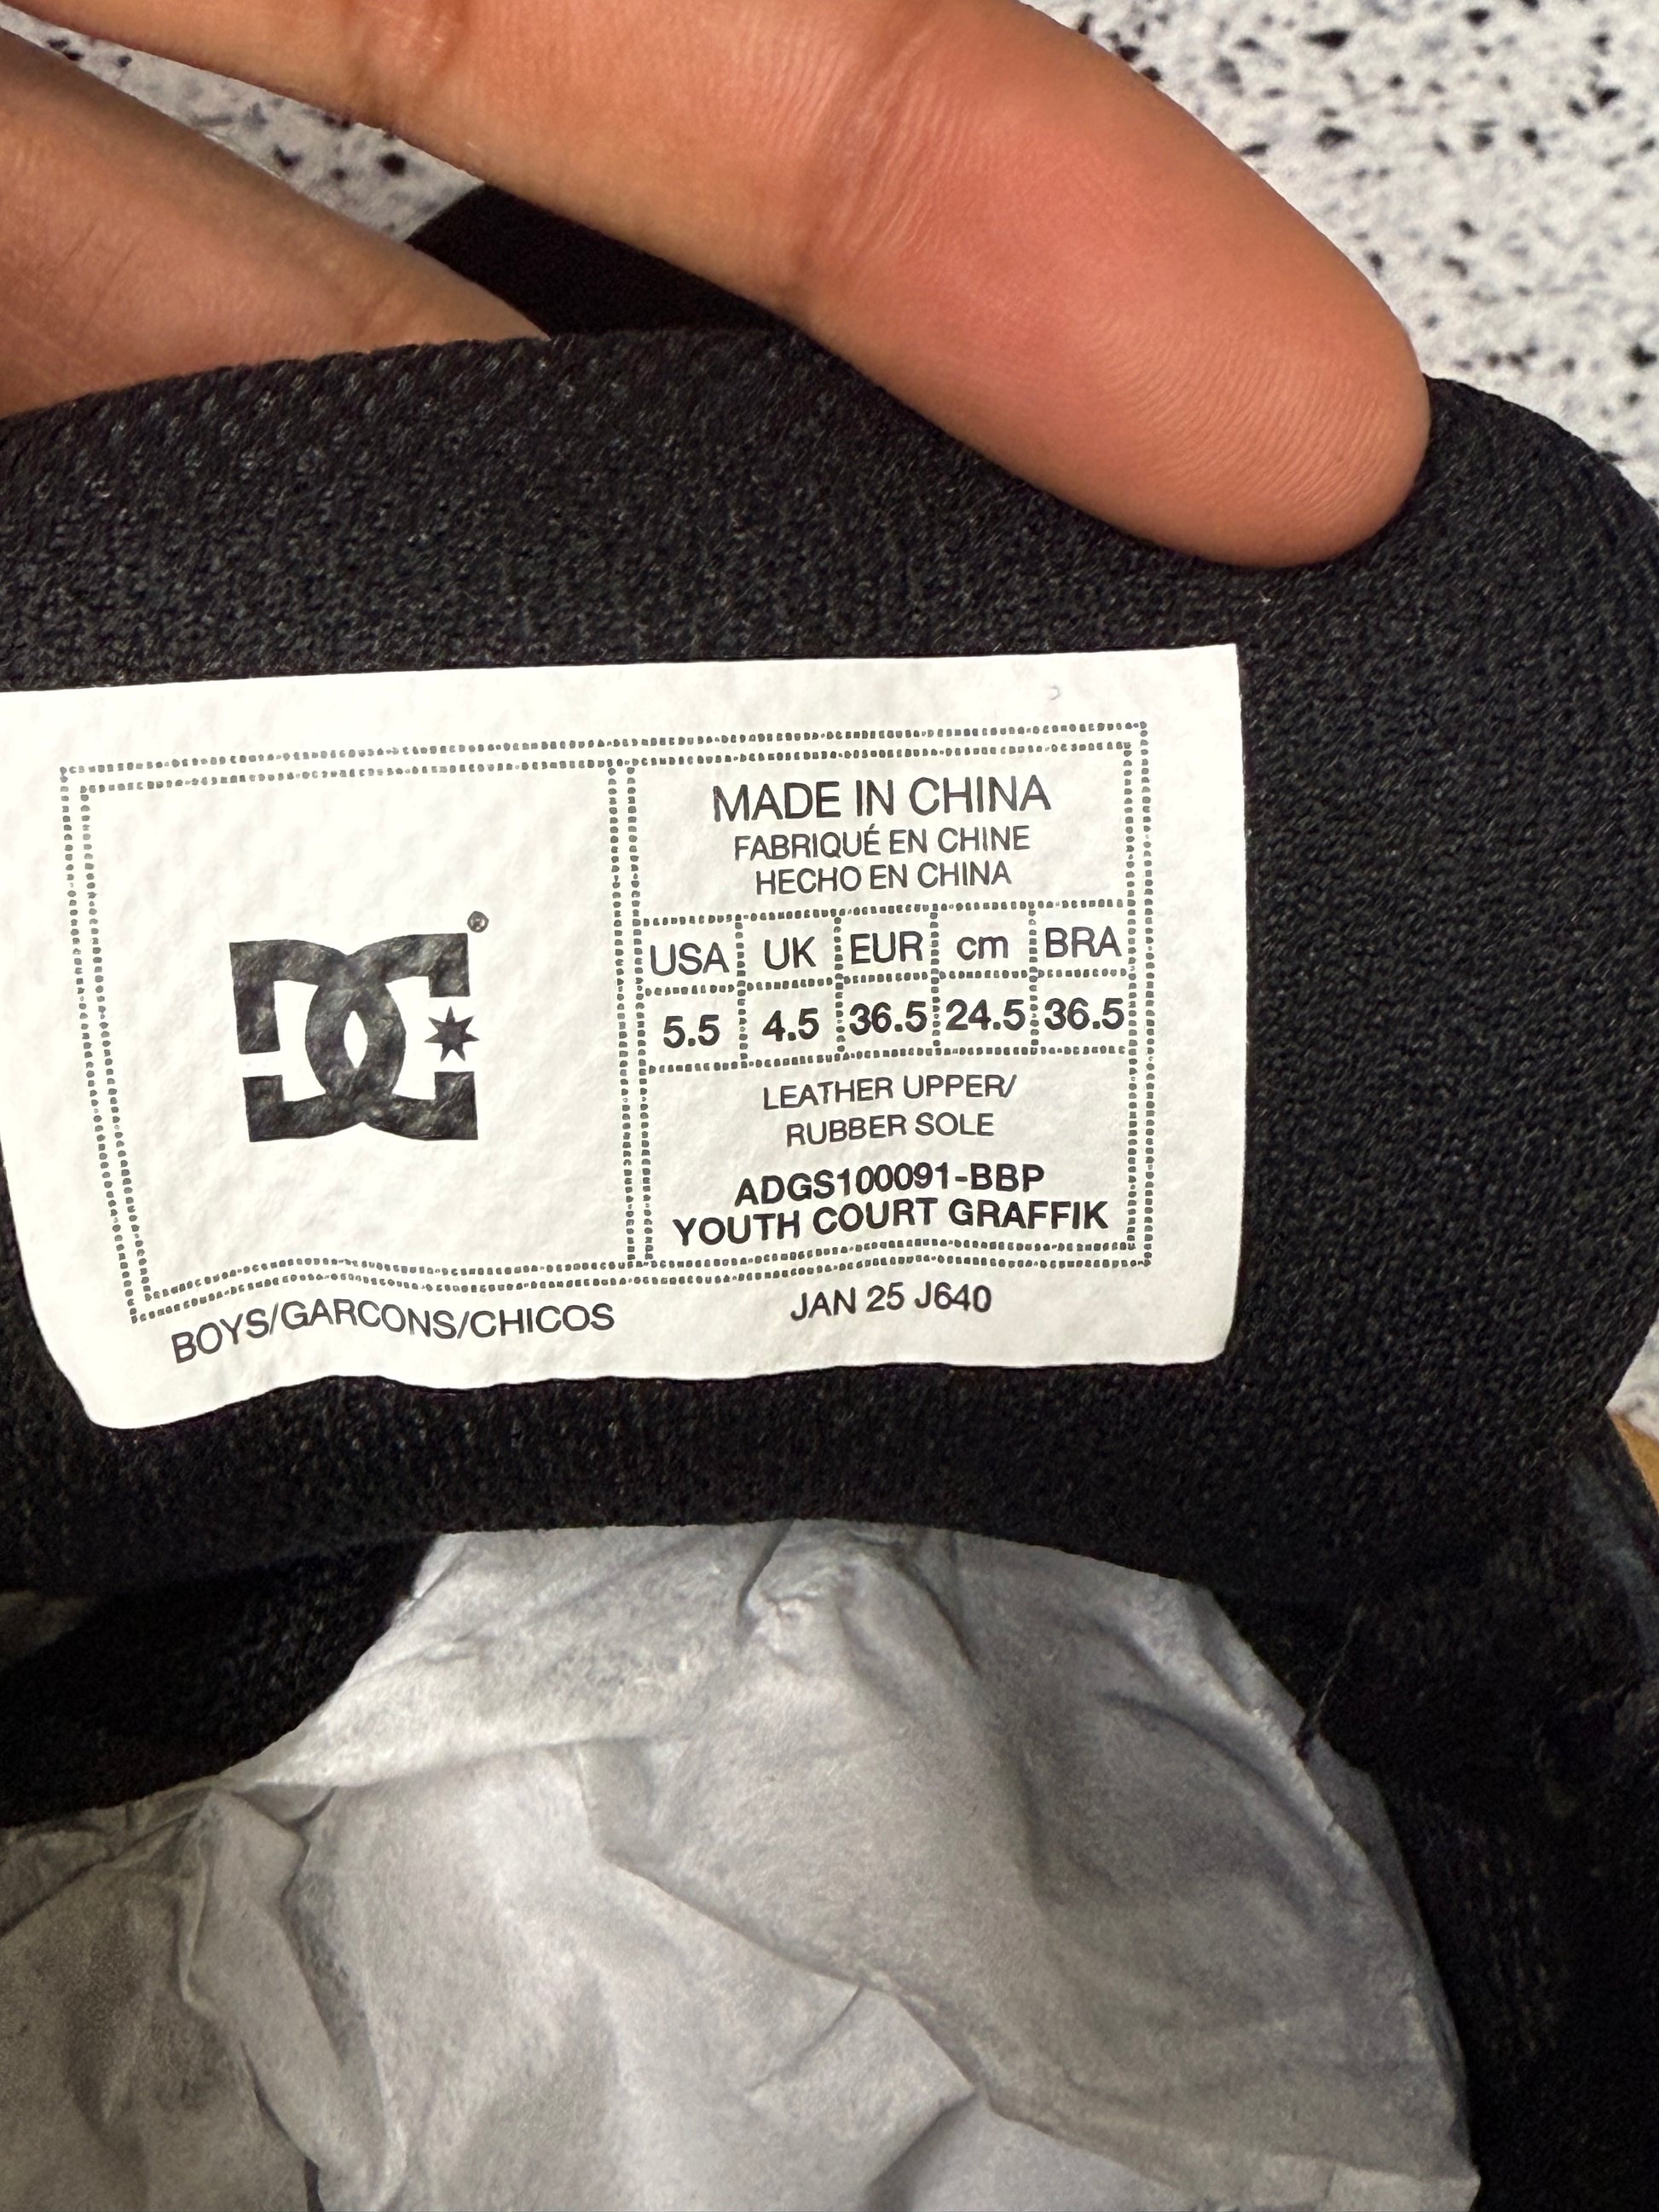 DC®
MADE IN CHINA
FABRIQUÉ EN CHINE
HECHO EN CHINA
USA UK EUR cm BRA
5.5 4.5 36.5 24.5 36.5
LEATHER UPPER/
RUBBER SOLE
ADGS100091-BBP
YOUTH COURT GRAFFIK
BOYS/GARCONS/CHICOS
JAN 25 J640